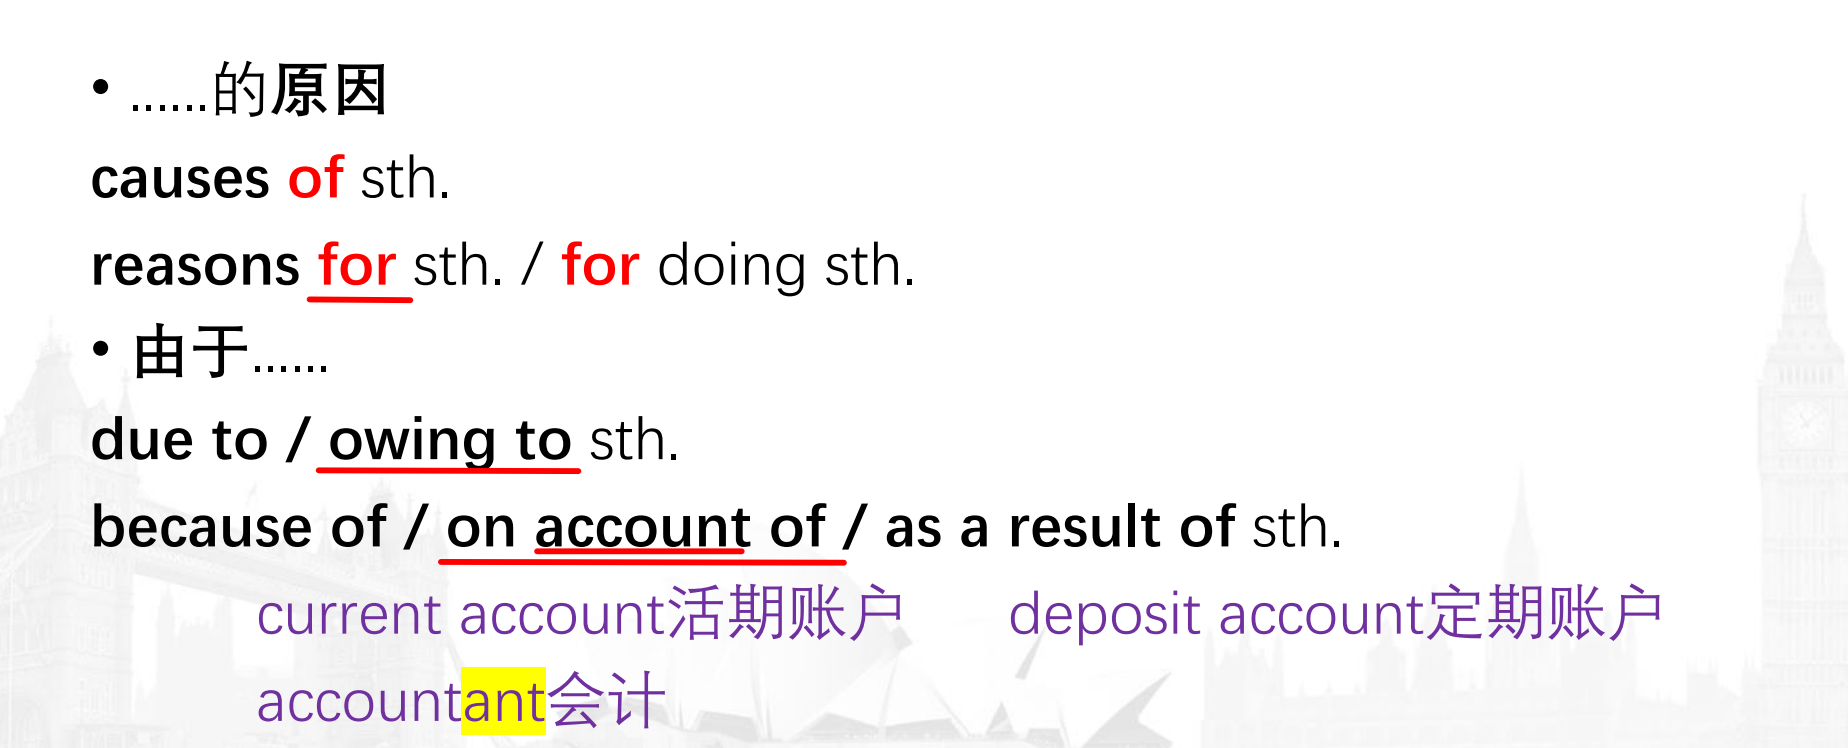 • ......的原因
causes of sth.
reasons for sth. / for doing sth.
• 由于......
due to / owing to sth.
because of / on account of / as a result of sth.
current account活期账户 deposit account定期账户
accountant会计